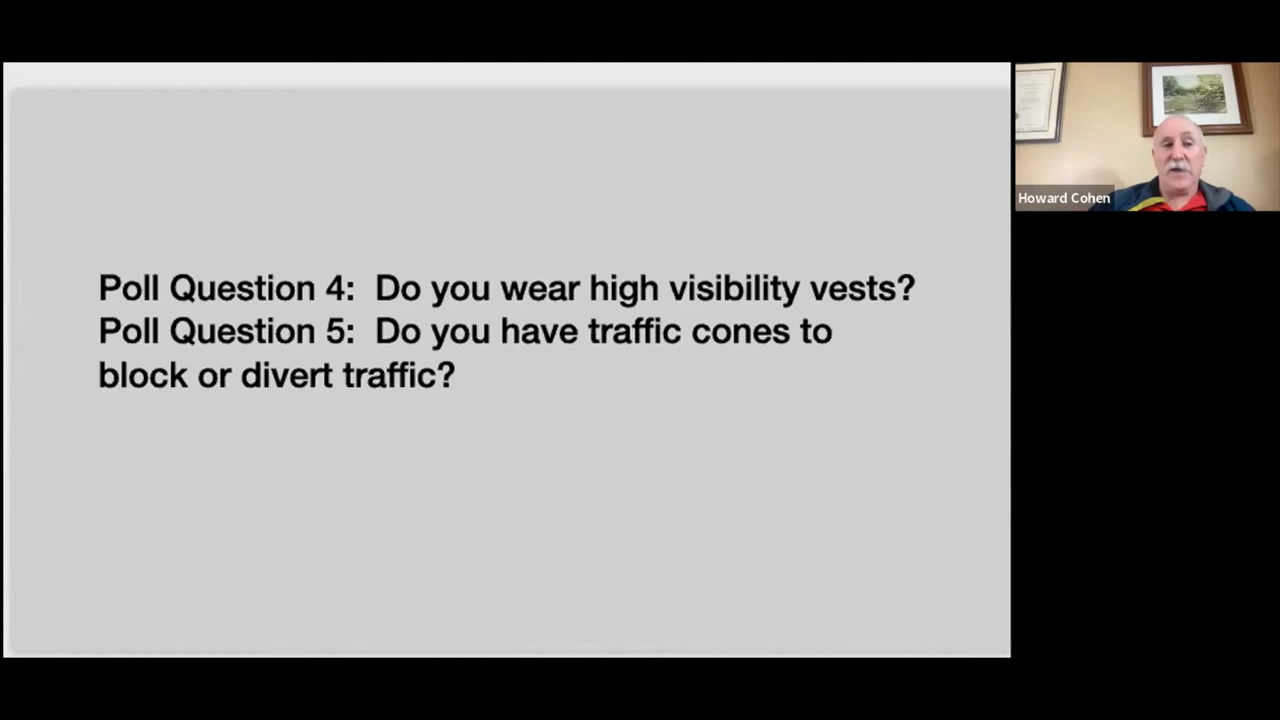 Poll Question 4:  Do you wear high visibility vests?
Poll Question 5:  Do you have traffic cones to
block or divert traffic?
Howard Cohen